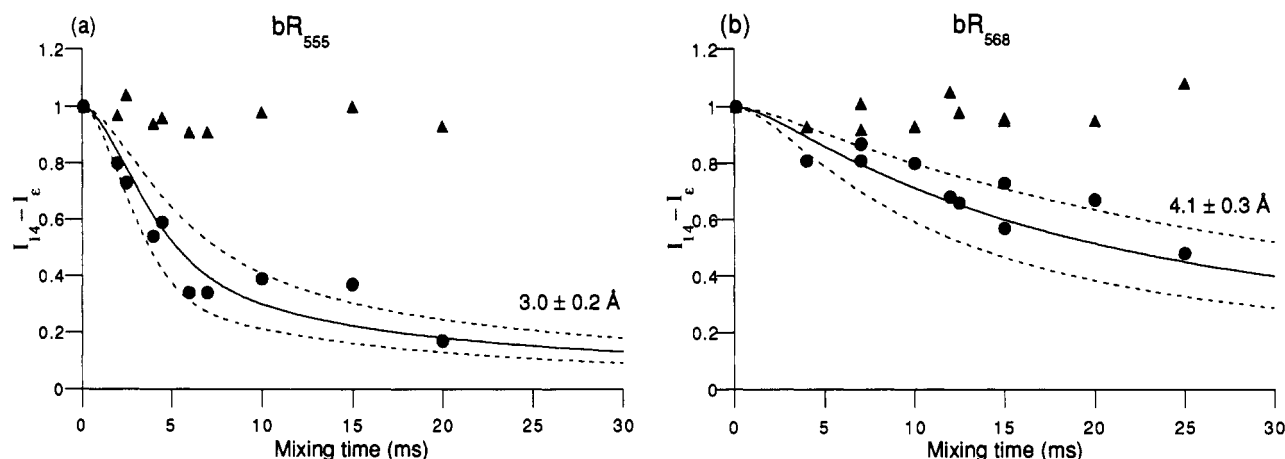 (a)
bR₅₅₅
1.2
1
0.8
0.6
0.4
0.2
0
I₁₄ – I_ε
3.0 ± 0.2 Å
0 5 10 15 20 25 30
Mixing time (ms)
(b)
bR₅₆₈
1.2
1
0.8
0.6
0.4
0.2
0
I₁₄ – I_ε
4.1 ± 0.3 Å
0 5 10 15 20 25 30
Mixing time (ms)